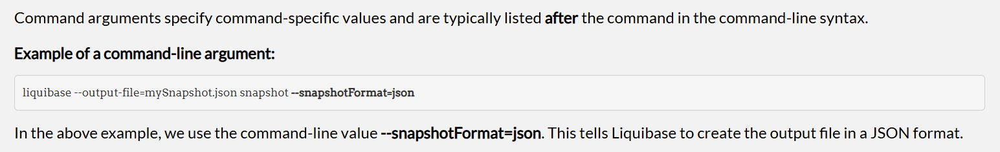 Command arguments specify command-specific values and are typically listed after the command in the command-line syntax.
Example of a command-line argument:
liquibase --output-file=mySnapshot.json snapshot --snapshotFormat=json
In the above example, we use the command-line value --snapshotFormat=json. This tells Liquibase to create the output file in a JSON format.